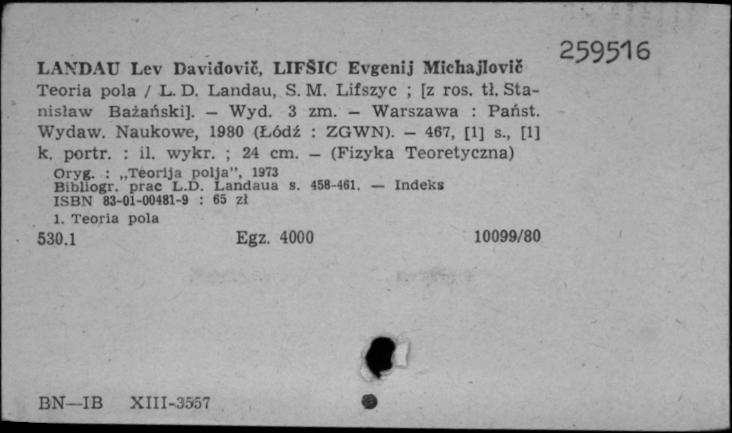 259516
LANDAU Lev Davidovič, LIFŠIC Evgenij Michajlovič
Teoria pola / L. D. Landau, S. M. Lifszyc ; [z ros. tł. Sta-
nisław Bażański]. — Wyd. 3 zm. — Warszawa : Państ.
Wydaw. Naukowe, 1980 (Łódź : ZGWN). — 467, [1] s., [1]
k. portr. : il. wykr. ; 24 cm. — (Fizyka Teoretyczna)
Oryg. : „Teorija polja”, 1973
Bibliogr. prac L.D. Landaua s. 458-461. — Indeks
ISBN 83-01-00481-9 : 65 zł
1. Teoria pola
530.1 Egz. 4000 10099/80
BN—IB XIII-3557